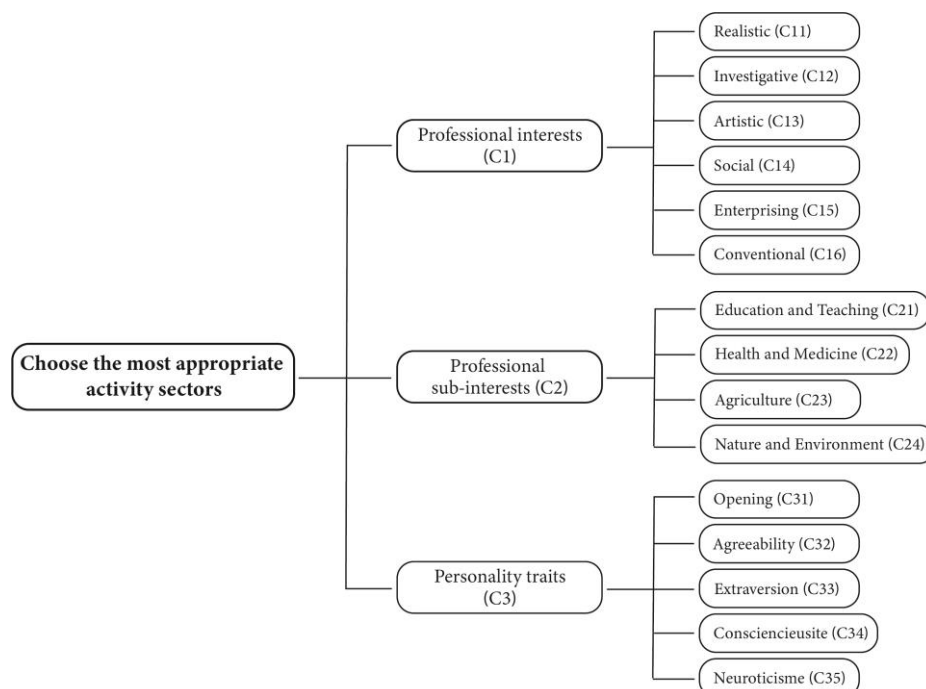 Realistic (C11)
Investigative (C12)
Artistic (C13)
Professional interests
(C1)
Social (C14)
Enterprising (C15)
Conventional (C16)
Education and Teaching (C21)
Choose the most appropriate
activity sectors
Professional
sub-interests (C2)
Health and Medicine (C22)
Agriculture (C23)
Nature and Environment (C24)
Opening (C31)
Agreeability (C32)
Personality traits
(C3)
Extraversion (C33)
Consciencieusite (C34)
Neuroticisme (C35)